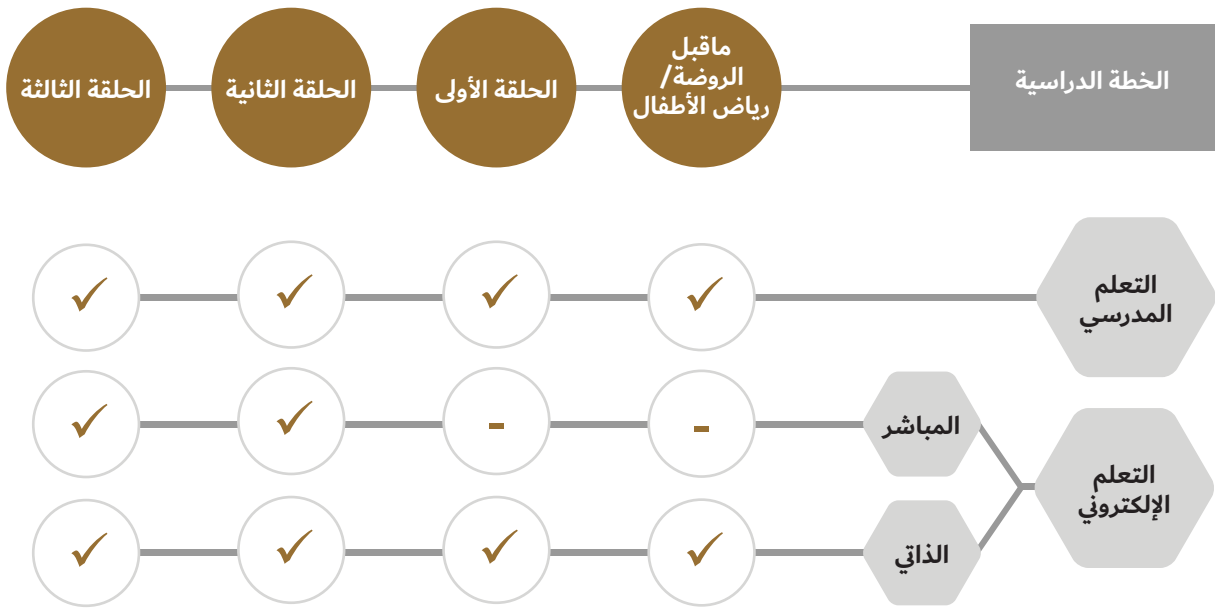 الخطة الدراسية
ماقبل
الروضة/
رياض الأطفال
الحلقة الأولى
الحلقة الثانية
الحلقة الثالثة
التعلم
المدرسي
✓
✓
✓
✓
التعلم
الإلكتروني
المباشر
-
-
✓
✓
الذاتي
✓
✓
✓
✓